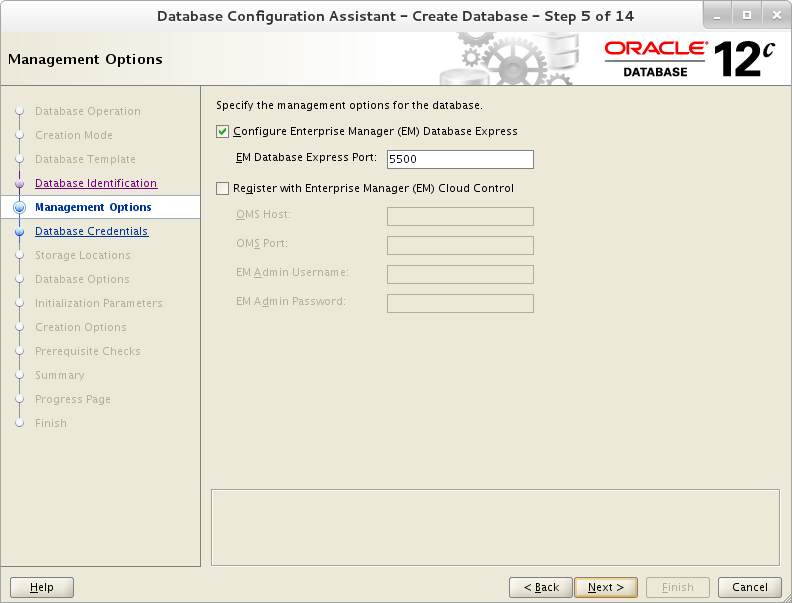 Database Configuration Assistant – Create Database – Step 5 of 14
Management Options
ORACLE®
DATABASE
12c
Database Operation
Creation Mode
Database Template
Database Identification
Management Options
Database Credentials
Storage Locations
Database Options
Initialization Parameters
Creation Options
Prerequisite Checks
Summary
Progress Page
Finish
Specify the management options for the database.
Configure Enterprise Manager (EM) Database Express
EM Database Express Port: 5500
Register with Enterprise Manager (EM) Cloud Control
OMS Host:
OMS Port:
EM Admin Username:
EM Admin Password:
Help
< Back
Next >
Finish
Cancel